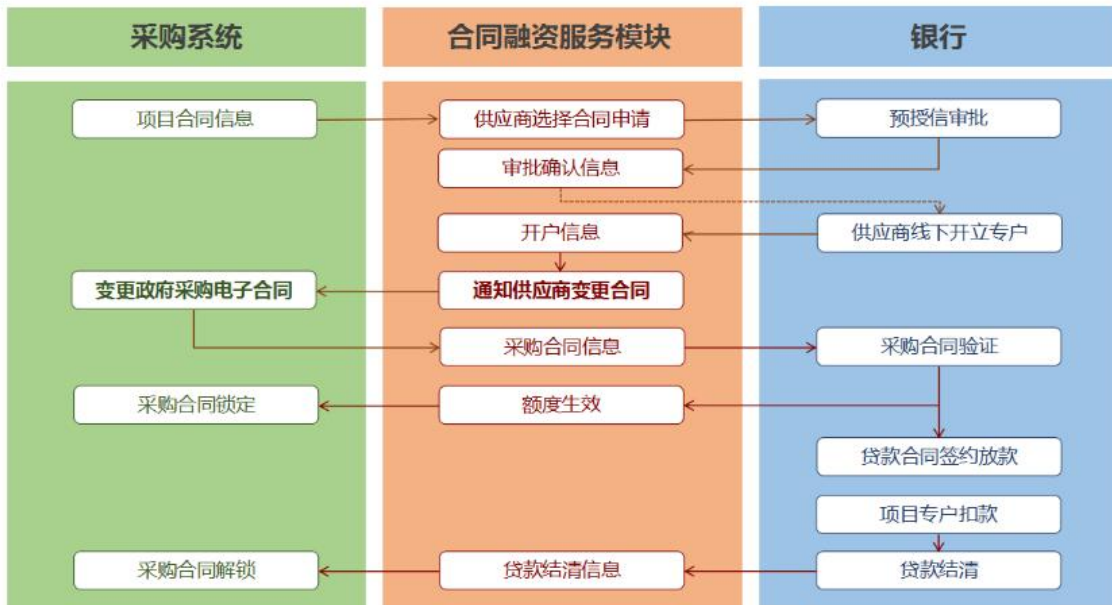 采购系统
合同融资服务模块
银行
项目合同信息
供应商选择合同申请
预授信审批
审批确认信息
开户信息
供应商线下开立专户
变更政府采购电子合同
通知供应商变更合同
采购合同信息
采购合同验证
采购合同锁定
额度生效
贷款合同签约放款
项目专户扣款
采购合同解锁
贷款结清信息
贷款结清